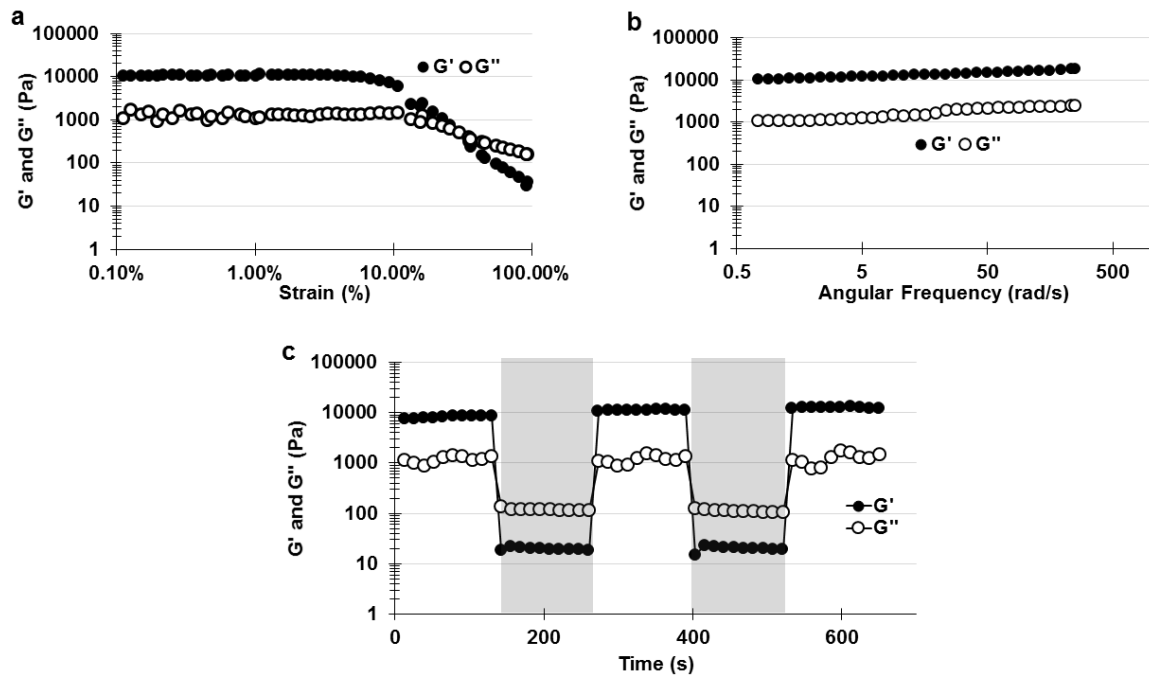 a
100000
10000
1000
100
10
1
G' and G'' (Pa)
G' G''
0.10% 1.00% 10.00% 100.00%
Strain (%)
b
100000
10000
1000
100
10
1
G' and G'' (Pa)
G' G''
0.5 5 50 500
Angular Frequency (rad/s)
c
100000
10000
1000
100
10
1
G' and G'' (Pa)
G'
G''
0 200 400 600
Time (s)